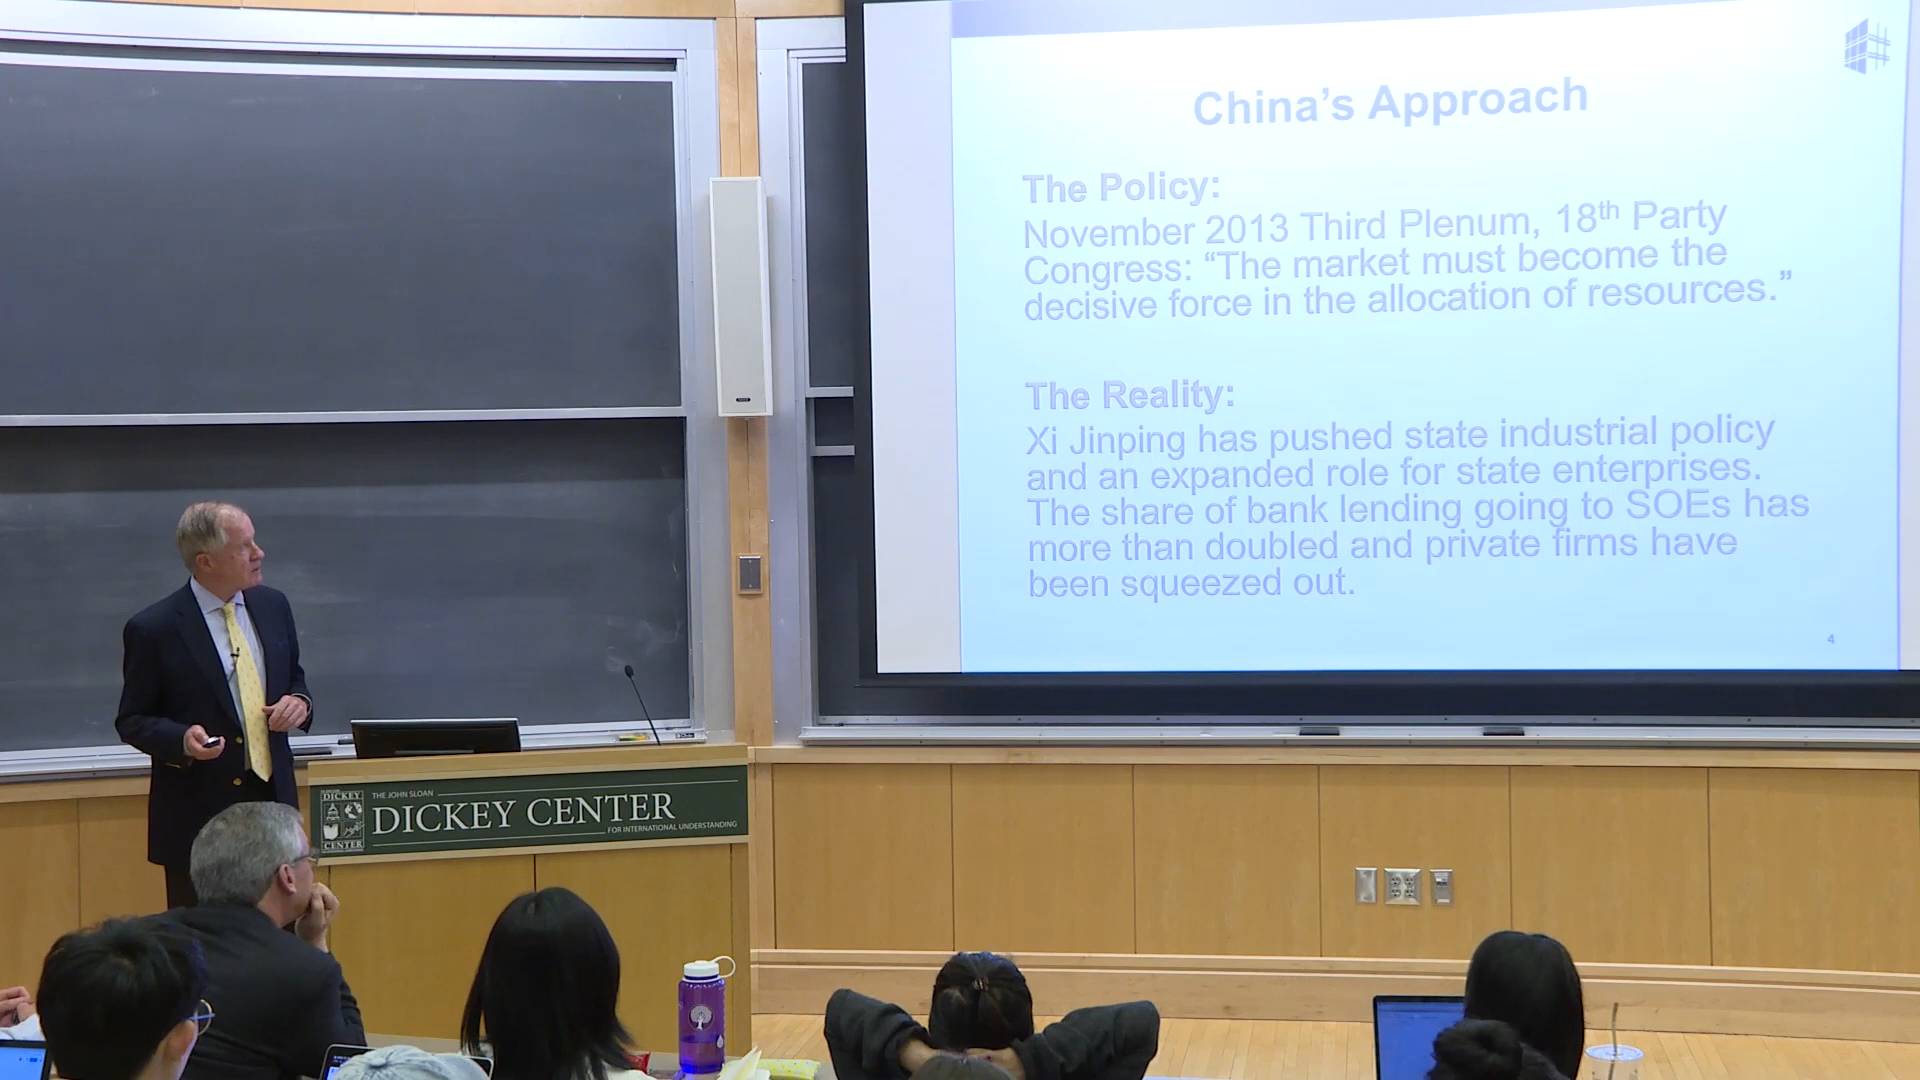 China's Approach
The Policy:
November 2013 Third Plenum, 18th Party
Congress: “The market must become the
decisive force in the allocation of resources.”
The Reality:
Xi Jinping has pushed state industrial policy
and an expanded role for state enterprises.
The share of bank lending going to SOEs has
more than doubled and private firms have
been squeezed out.
4
DICKEY
CENTER
THE JOHN SLOAN
DICKEY CENTER
FOR INTERNATIONAL UNDERSTANDING